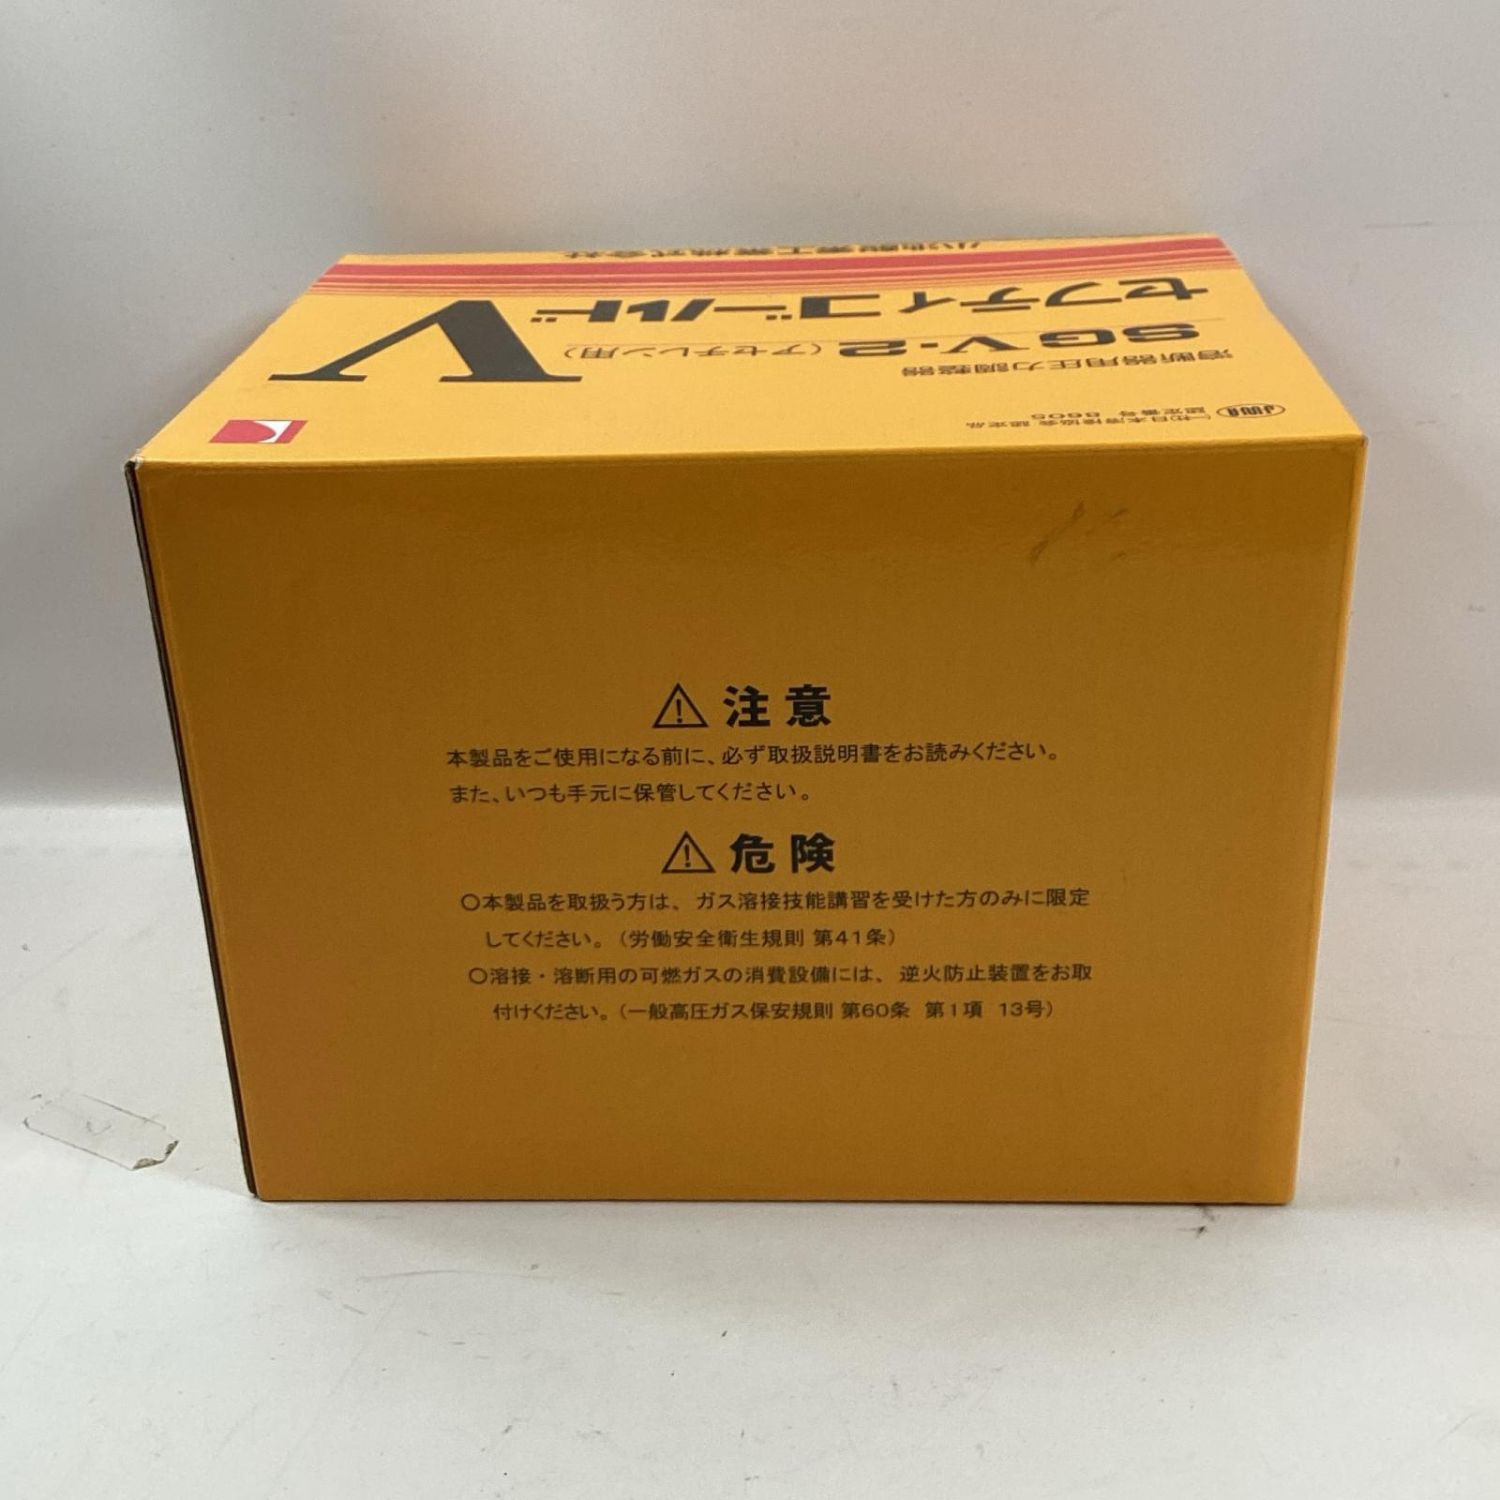 小池酸素工業株式会社
セフティゴールド
V
SGV-2(アセチレン用)
溶断器用圧力調整器
JWA
(一社)日本溶接協会 認定品
認定番号 8605
注意
本製品をご使用になる前に、必ず取扱説明書をお読みください。
また、いつも手元に保管してください。
危険
○本製品を取扱う方は、ガス溶接技能講習を受けた方のみに限定
してください。(労働安全衛生規則 第41条)
○溶接・溶断用の可燃ガスの消費設備には、逆火防止装置をお取
付けください。(一般高圧ガス保安規則 第60条 第1項 13号)